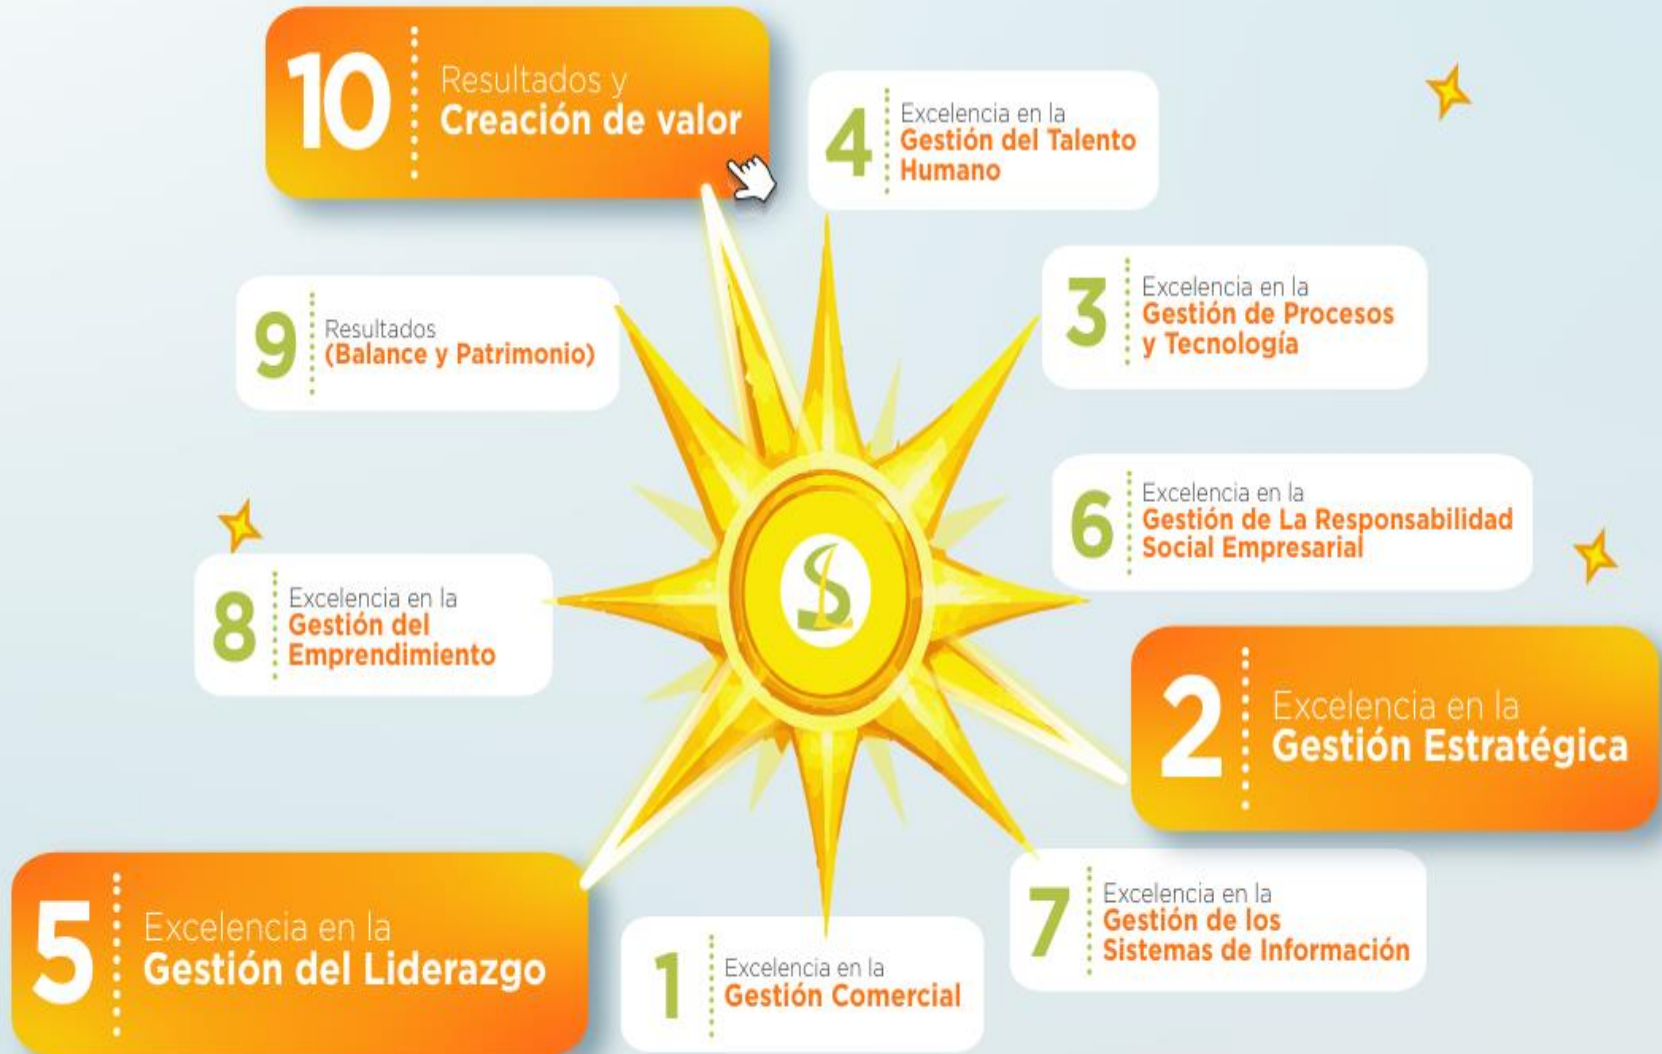 10
Resultados y
Creación de valor
4
Excelencia en la
Gestión del Talento
Humano
3
Excelencia en la
Gestión de Procesos
y Tecnología
9
Resultados
(Balance y Patrimonio)
6
Excelencia en la
Gestión de La Responsabilidad
Social Empresarial
8
Excelencia en la
Gestión del
Emprendimiento
2
Excelencia en la
Gestión Estratégica
5
Excelencia en la
Gestión del Liderazgo
7
Excelencia en la
Gestión de los
Sistemas de Información
1
Excelencia en la
Gestión Comercial